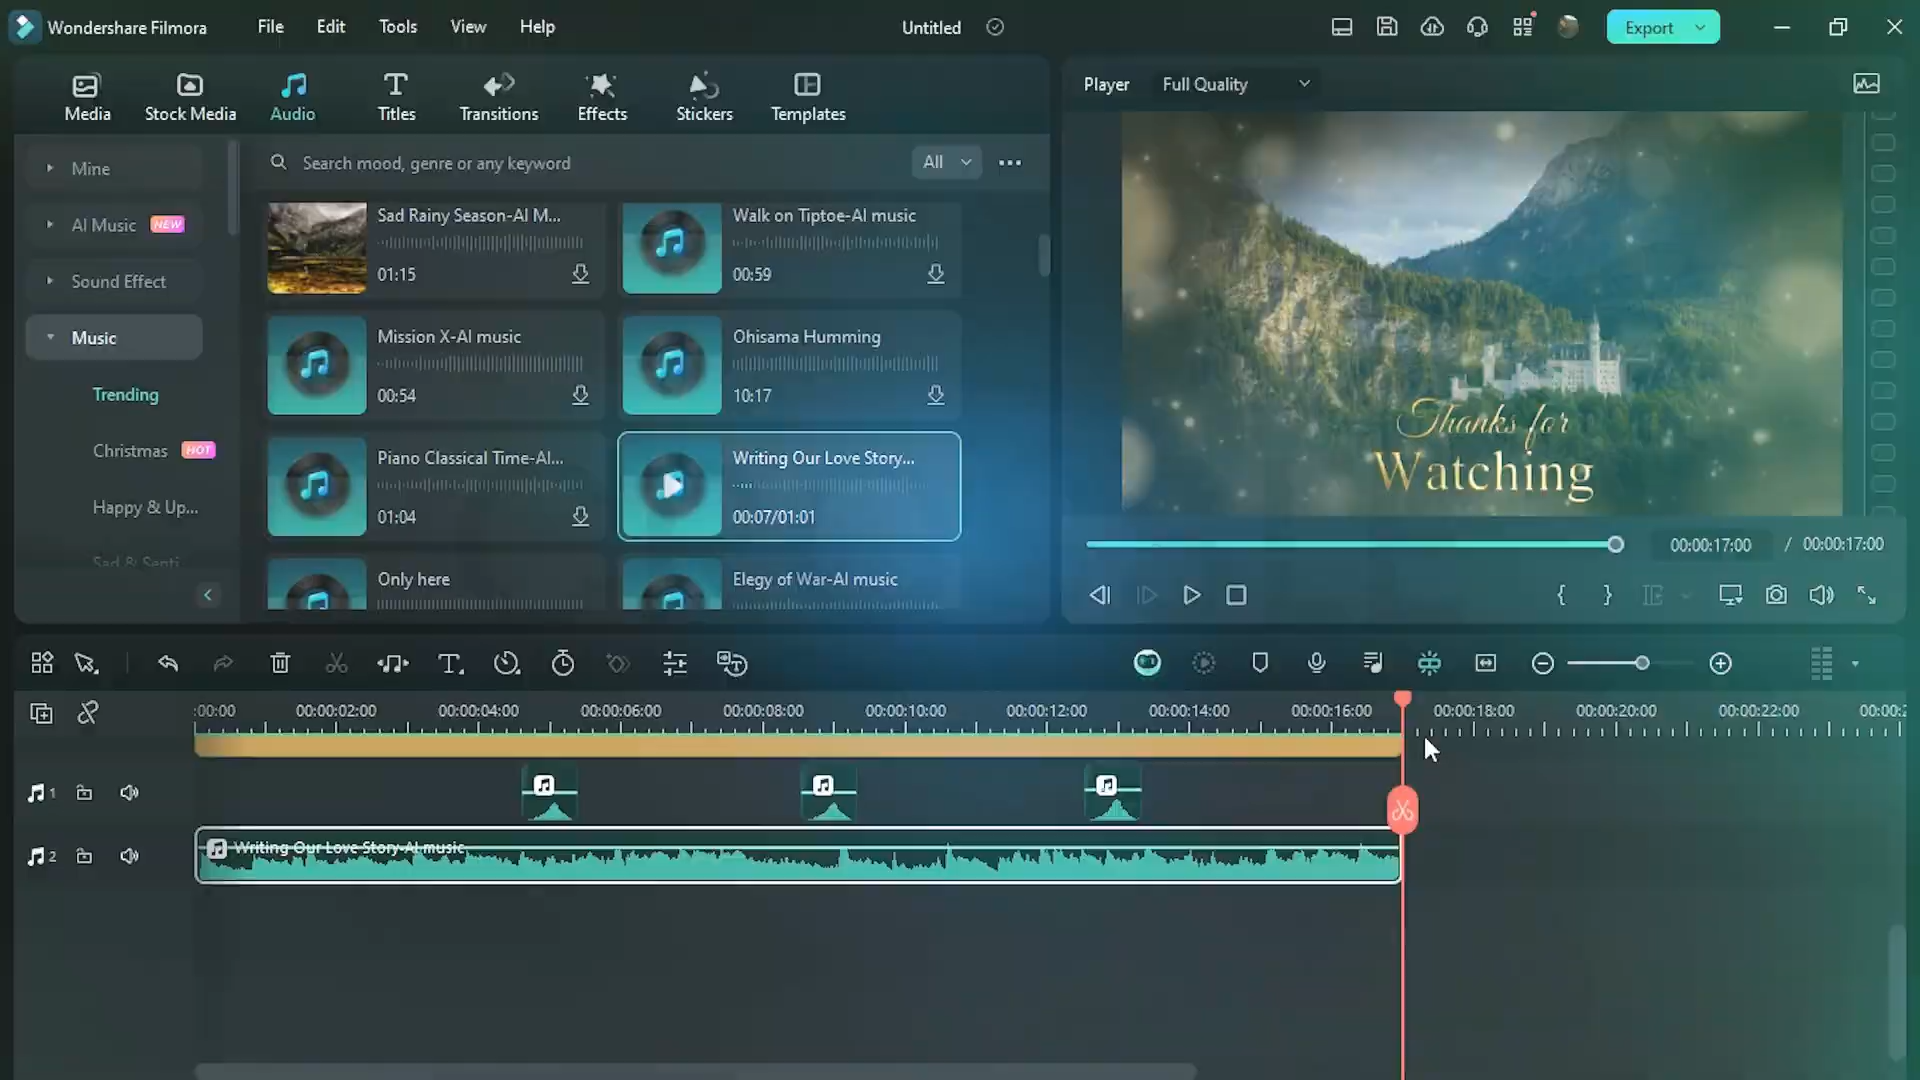 Wondershare Filmora
File
Edit
Tools
View
Help
Untitled
Export
Media
Stock Media
Audio
Titles
Transitions
Effects
Stickers
Templates
Player
Full Quality
Mine
AI Music NEW
Sound Effect
Music
Trending
Christmas HOT
Happy & Up...
Sad & Senti
Search mood, genre or any keyword
All
Sad Rainy Season-AI M...
01:15
Walk on Tiptoe-AI music
00:59
Mission X-AI music
00:54
Ohisama Humming
10:17
Piano Classical Time-AI...
01:04
Writing Our Love Story...
00:07/01:01
Only here
Elegy of War-AI music
Thanks for
Watching
00:00:17:00 / 00:00:17:00
:00:00
00:00:02:00
00:00:04:00
00:00:06:00
00:00:08:00
00:00:10:00
00:00:12:00
00:00:14:00
00:00:16:00
00:00:18:00
00:00:20:00
00:00:22:00
00:00:2
1
2
Writing Our Love Story-AI music